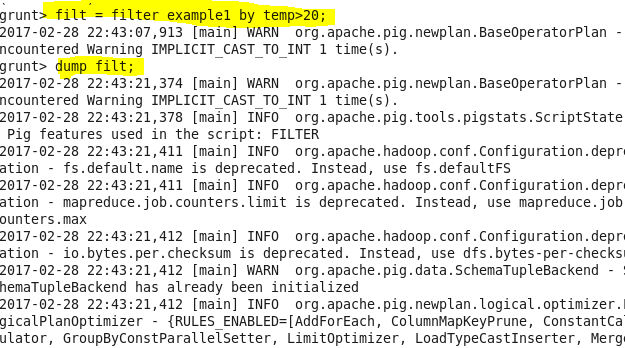 grunt> filt = filter example1 by temp>20;
2017-02-28 22:43:07,913 [main] WARN  org.apache.pig.newplan.BaseOperatorPlan -
ncountered Warning IMPLICIT_CAST_TO_INT 1 time(s).
grunt> dump filt;
2017-02-28 22:43:21,374 [main] WARN  org.apache.pig.newplan.BaseOperatorPlan -
ncountered Warning IMPLICIT_CAST_TO_INT 1 time(s).
2017-02-28 22:43:21,378 [main] INFO  org.apache.pig.tools.pigstats.ScriptState
 Pig features used in the script: FILTER
2017-02-28 22:43:21,411 [main] INFO  org.apache.hadoop.conf.Configuration.depre
ation - fs.default.name is deprecated. Instead, use fs.defaultFS
2017-02-28 22:43:21,411 [main] INFO  org.apache.hadoop.conf.Configuration.depre
ation - mapreduce.job.counters.limit is deprecated. Instead, use mapreduce.job
ounters.max
2017-02-28 22:43:21,412 [main] INFO  org.apache.hadoop.conf.Configuration.depre
ation - io.bytes.per.checksum is deprecated. Instead, use dfs.bytes-per-checksu
2017-02-28 22:43:21,412 [main] WARN  org.apache.pig.data.SchemaTupleBackend - S
hemaTupleBackend has already been initialized
2017-02-28 22:43:21,412 [main] INFO  org.apache.pig.newplan.logical.optimizer.
gicalPlanOptimizer - {RULES_ENABLED=[AddForEach, ColumnMapKeyPrune, ConstantCal
ulator, GroupByConstParallelSetter, LimitOptimizer, LoadTypeCastInserter, Merge